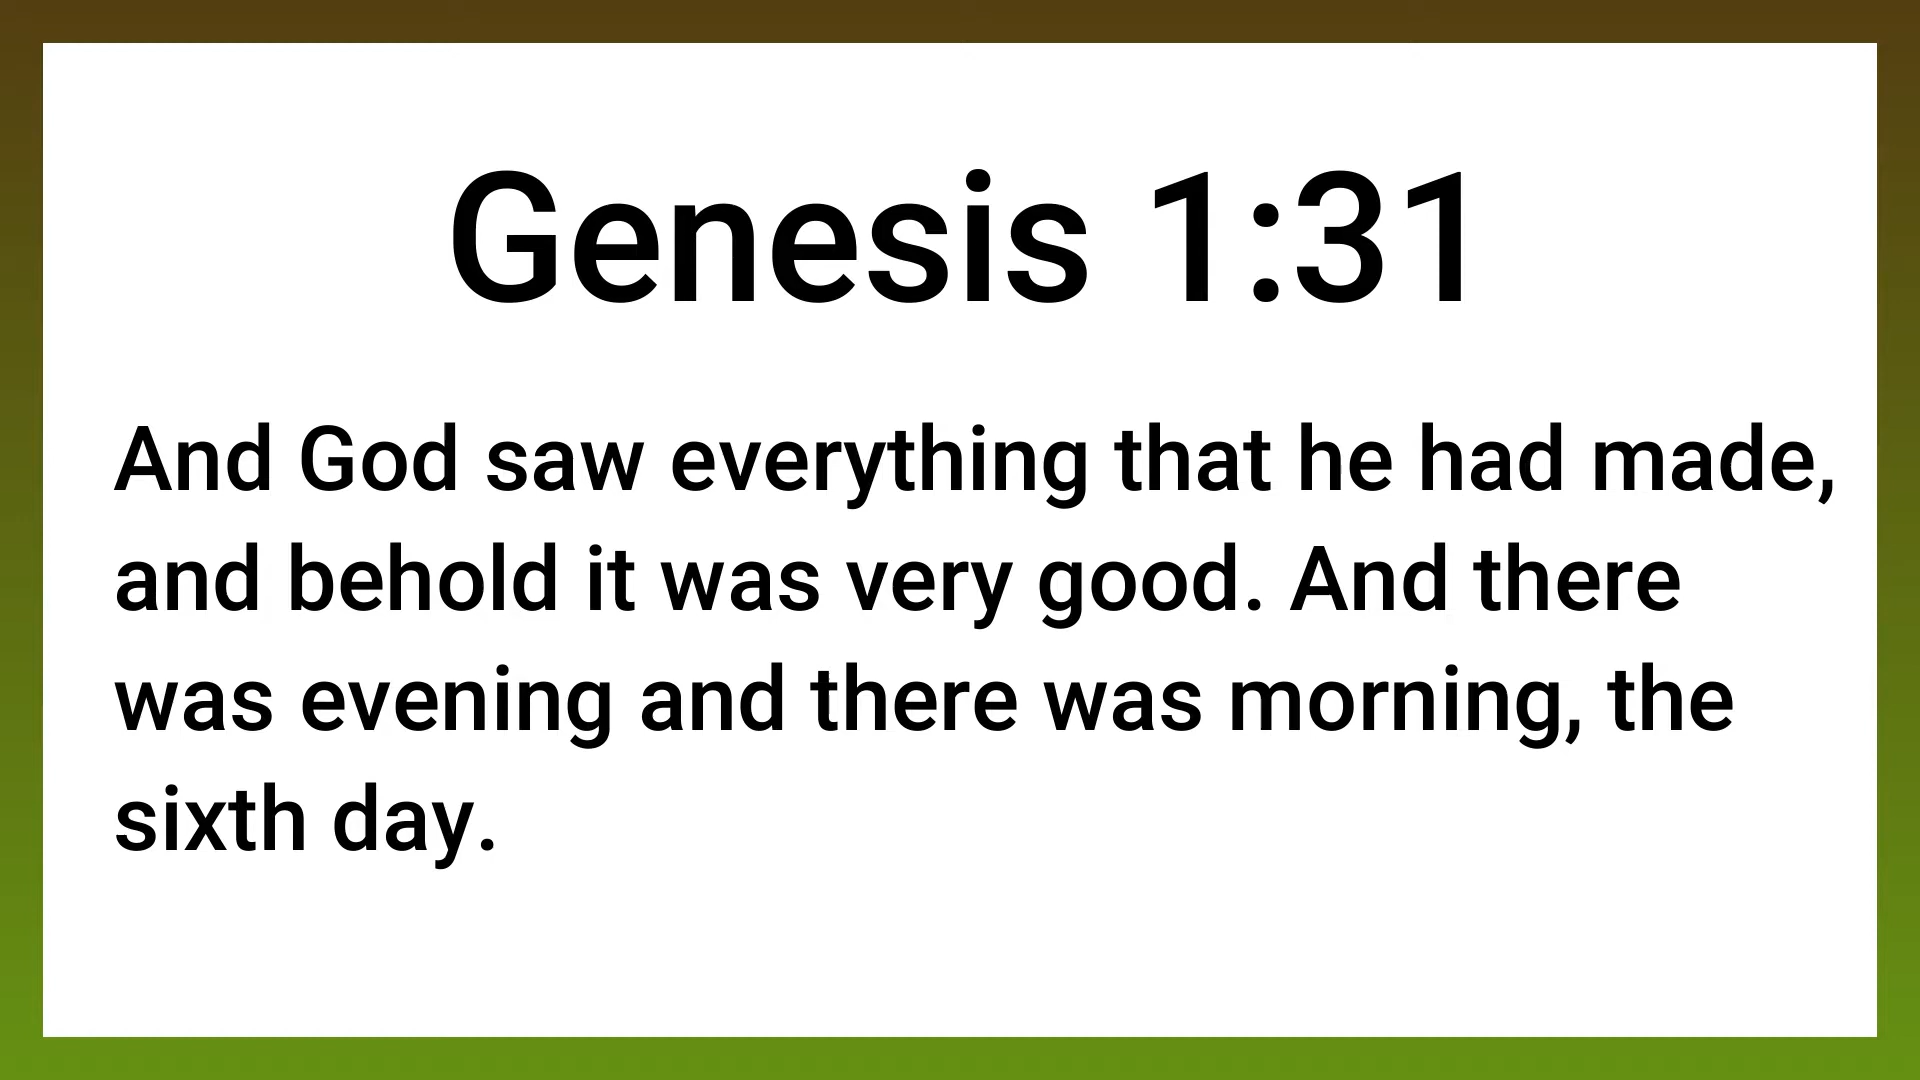 Genesis 1:31
And God saw everything that he had made,
and behold it was very good. And there
was evening and there was morning, the
sixth day.